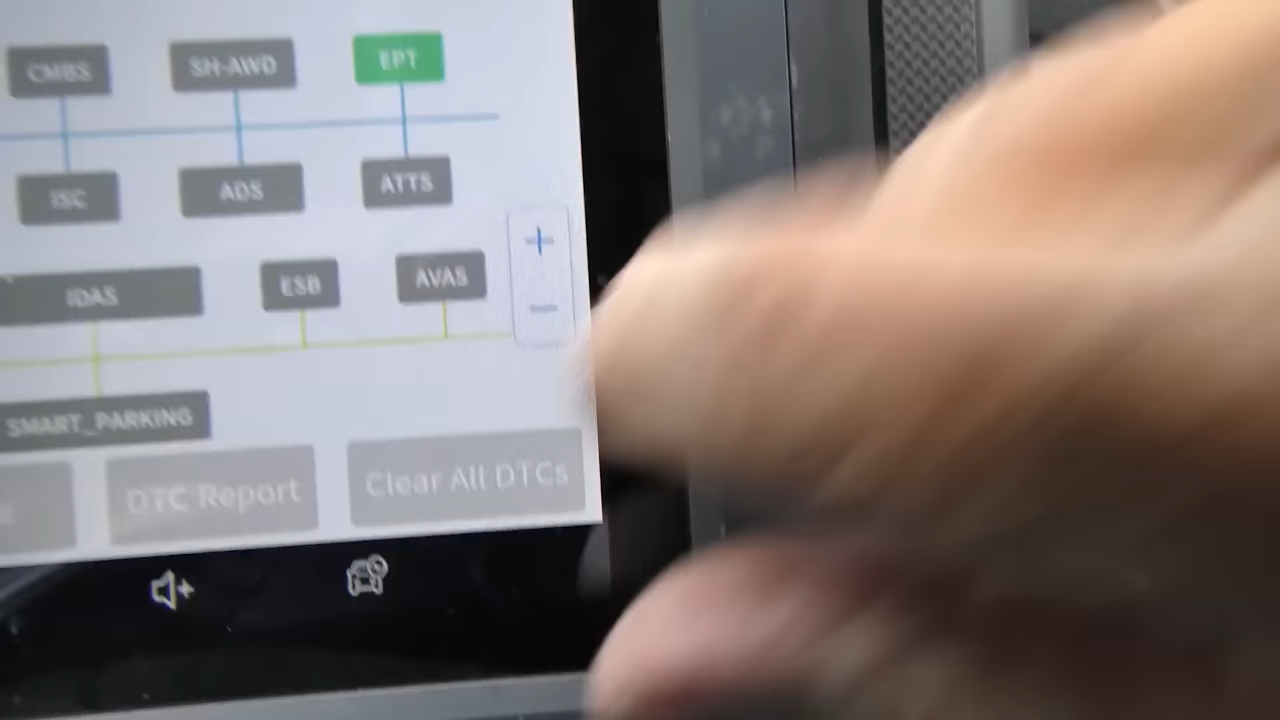 CMBS SH-AWD EPT
ISC ADS ATTS
IDAS ESB AVAS
SMART_PARKING
DTC Report Clear All DTCs